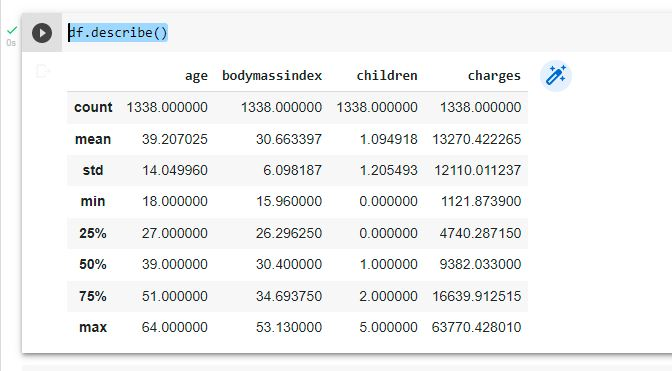 df.describe()
0s
age bodymassindex children charges
count 1338.000000 1338.000000 1338.000000 1338.000000
mean 39.207025 30.663397 1.094918 13270.422265
std 14.049960 6.098187 1.205493 12110.011237
min 18.000000 15.960000 0.000000 1121.873900
25% 27.000000 26.296250 0.000000 4740.287150
50% 39.000000 30.400000 1.000000 9382.033000
75% 51.000000 34.693750 2.000000 16639.912515
max 64.000000 53.130000 5.000000 63770.428010